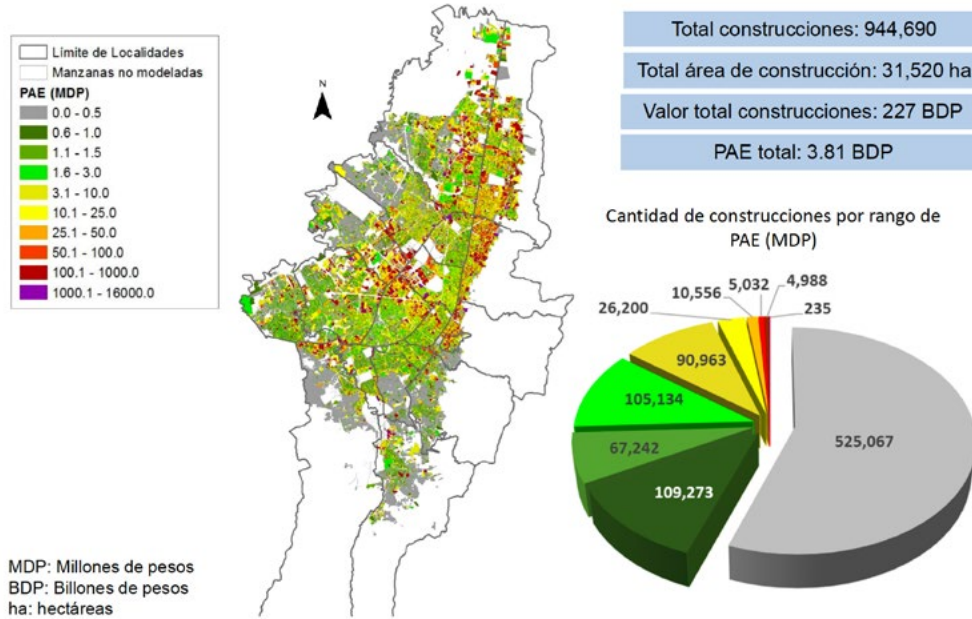 Límite de Localidades
Manzanas no modeladas
PAE (MDP)
0.0 - 0.5
0.6 - 1.0
1.1 - 1.5
1.6 - 3.0
3.1 - 10.0
10.1 - 25.0
25.1 - 50.0
50.1 - 100.0
100.1 - 1000.0
1000.1 - 16000.0
N
Total construcciones: 944,690
Total área de construcción: 31,520 ha
Valor total construcciones: 227 BDP
PAE total: 3.81 BDP
Cantidad de construcciones por rango de
PAE (MDP)
5,032
4,988
10,556
235
26,200
90,963
105,134
67,242
109,273
525,067
MDP: Millones de pesos
BDP: Billones de pesos
ha: hectáreas